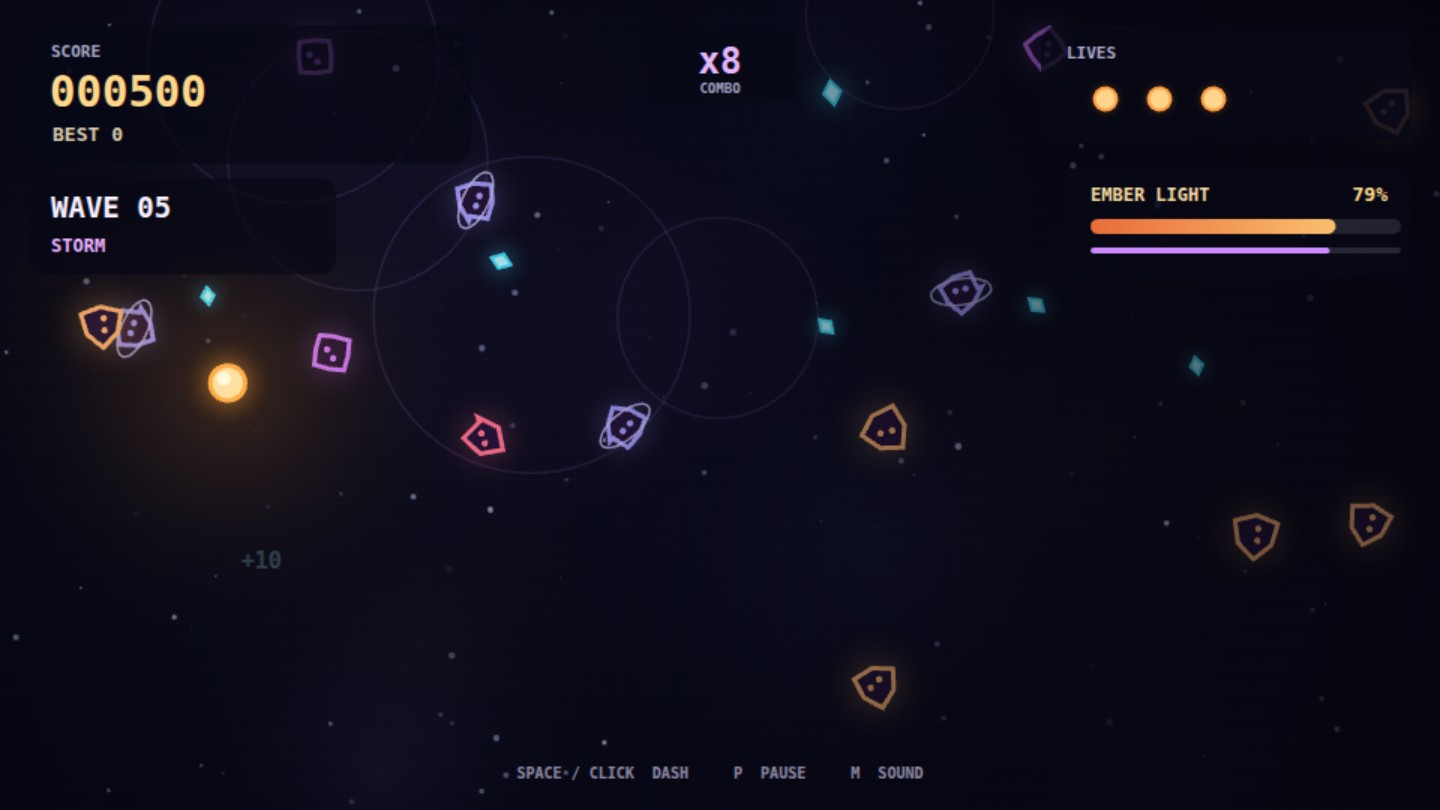 SCORE
000500
BEST 0
WAVE 05
STORM
x8
COMBO
LIVES
EMBER LIGHT 79%
+10
SPACE / CLICK DASH P PAUSE M SOUND